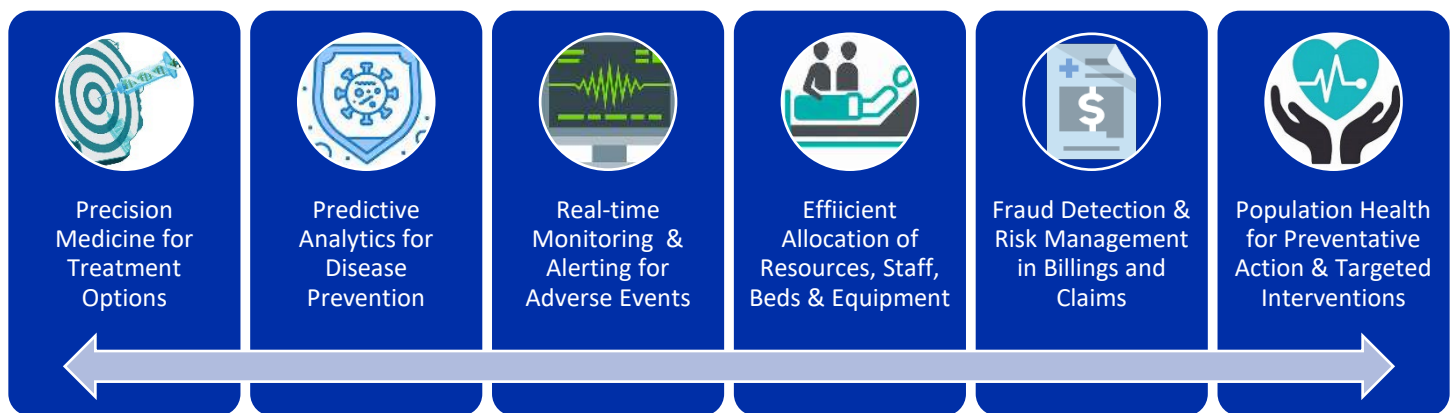 Precision
Medicine for
Treatment
Options
Predictive
Analytics for
Disease
Prevention
Real-time
Monitoring  &
Alerting for
Adverse Events
Effiicient
Allocation of
Resources, Staff,
Beds & Equipment
Fraud Detection &
Risk Management
in Billings and
Claims
$
Population Health
for Preventative
Action & Targeted
Interventions